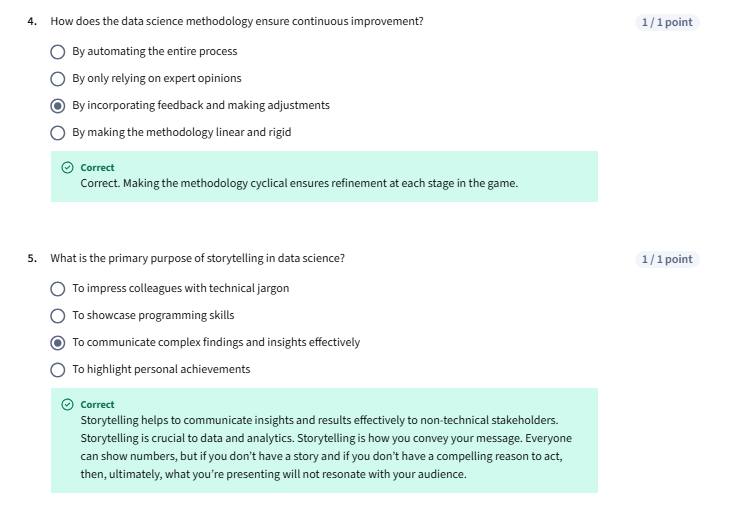 4. How does the data science methodology ensure continuous improvement? 1 / 1 point
By automating the entire process
By only relying on expert opinions
By incorporating feedback and making adjustments
By making the methodology linear and rigid
Correct
Correct. Making the methodology cyclical ensures refinement at each stage in the game.
5. What is the primary purpose of storytelling in data science? 1 / 1 point
To impress colleagues with technical jargon
To showcase programming skills
To communicate complex findings and insights effectively
To highlight personal achievements
Correct
Storytelling helps to communicate insights and results effectively to non-technical stakeholders.
Storytelling is crucial to data and analytics. Storytelling is how you convey your message. Everyone
can show numbers, but if you don't have a story and if you don't have a compelling reason to act,
then, ultimately, what you're presenting will not resonate with your audience.